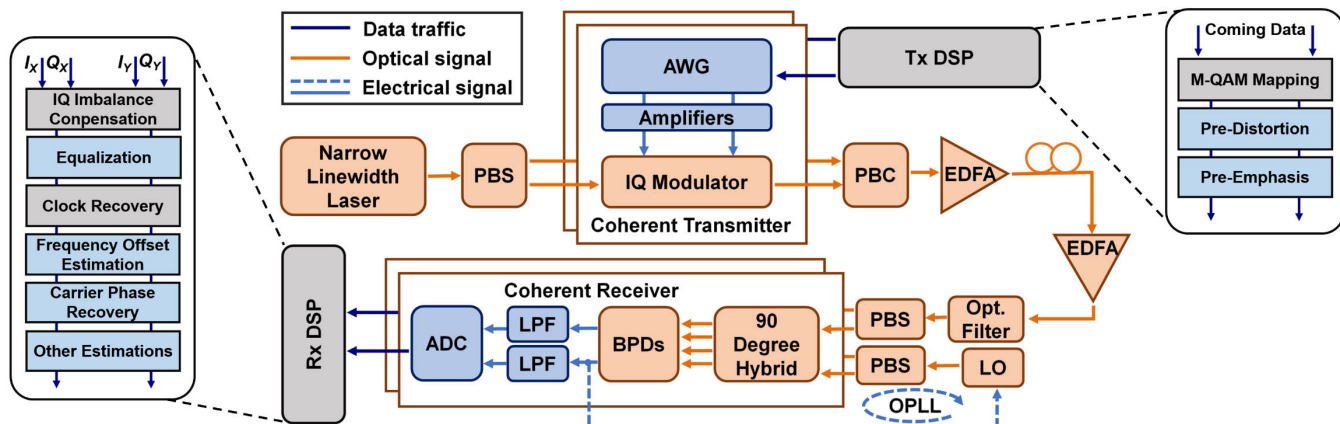 Data traffic
Optical signal
Electrical signal
AWG
Amplifiers
IQ Modulator
Coherent Transmitter
Tx DSP
Coming Data
M-QAM Mapping
Pre-Distortion
Pre-Emphasis
Narrow
Linewidth
Laser
PBS
PBC
EDFA
EDFA
I_X Q_X I_Y Q_Y
IQ Imbalance
Conpensation
Equalization
Clock Recovery
Frequency Offset
Estimation
Carrier Phase
Recovery
Other Estimations
Rx DSP
Coherent Receiver
ADC
LPF
LPF
BPDs
90
Degree
Hybrid
PBS
PBS
Opt.
Filter
LO
OPLL